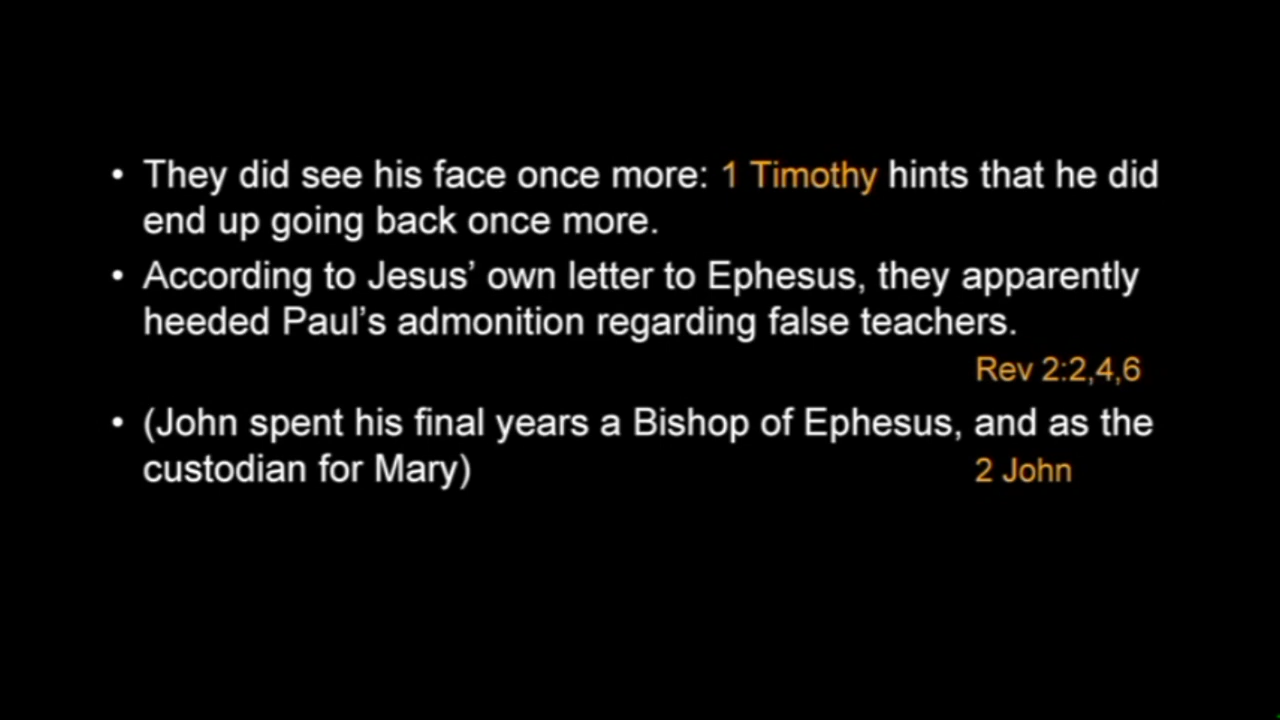 • They did see his face once more: 1 Timothy hints that he did
end up going back once more.
• According to Jesus’ own letter to Ephesus, they apparently
heeded Paul’s admonition regarding false teachers.
Rev 2:2,4,6
• (John spent his final years a Bishop of Ephesus, and as the
custodian for Mary) 2 John